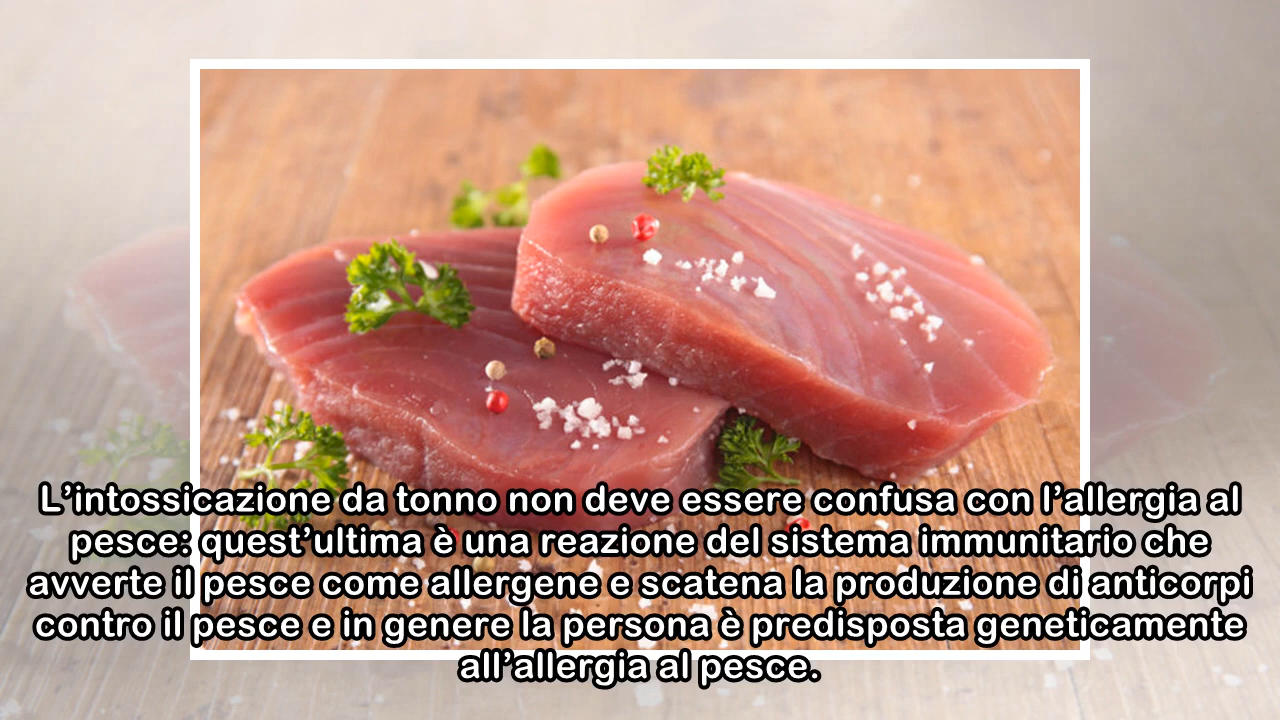 L’intossicazione da tonno non deve essere confusa con l’allergia al
pesce: quest’ultima è una reazione del sistema immunitario che
avverte il pesce come allergene e scatena la produzione di anticorpi
contro il pesce e in genere la persona è predisposta geneticamente
all’allergia al pesce.